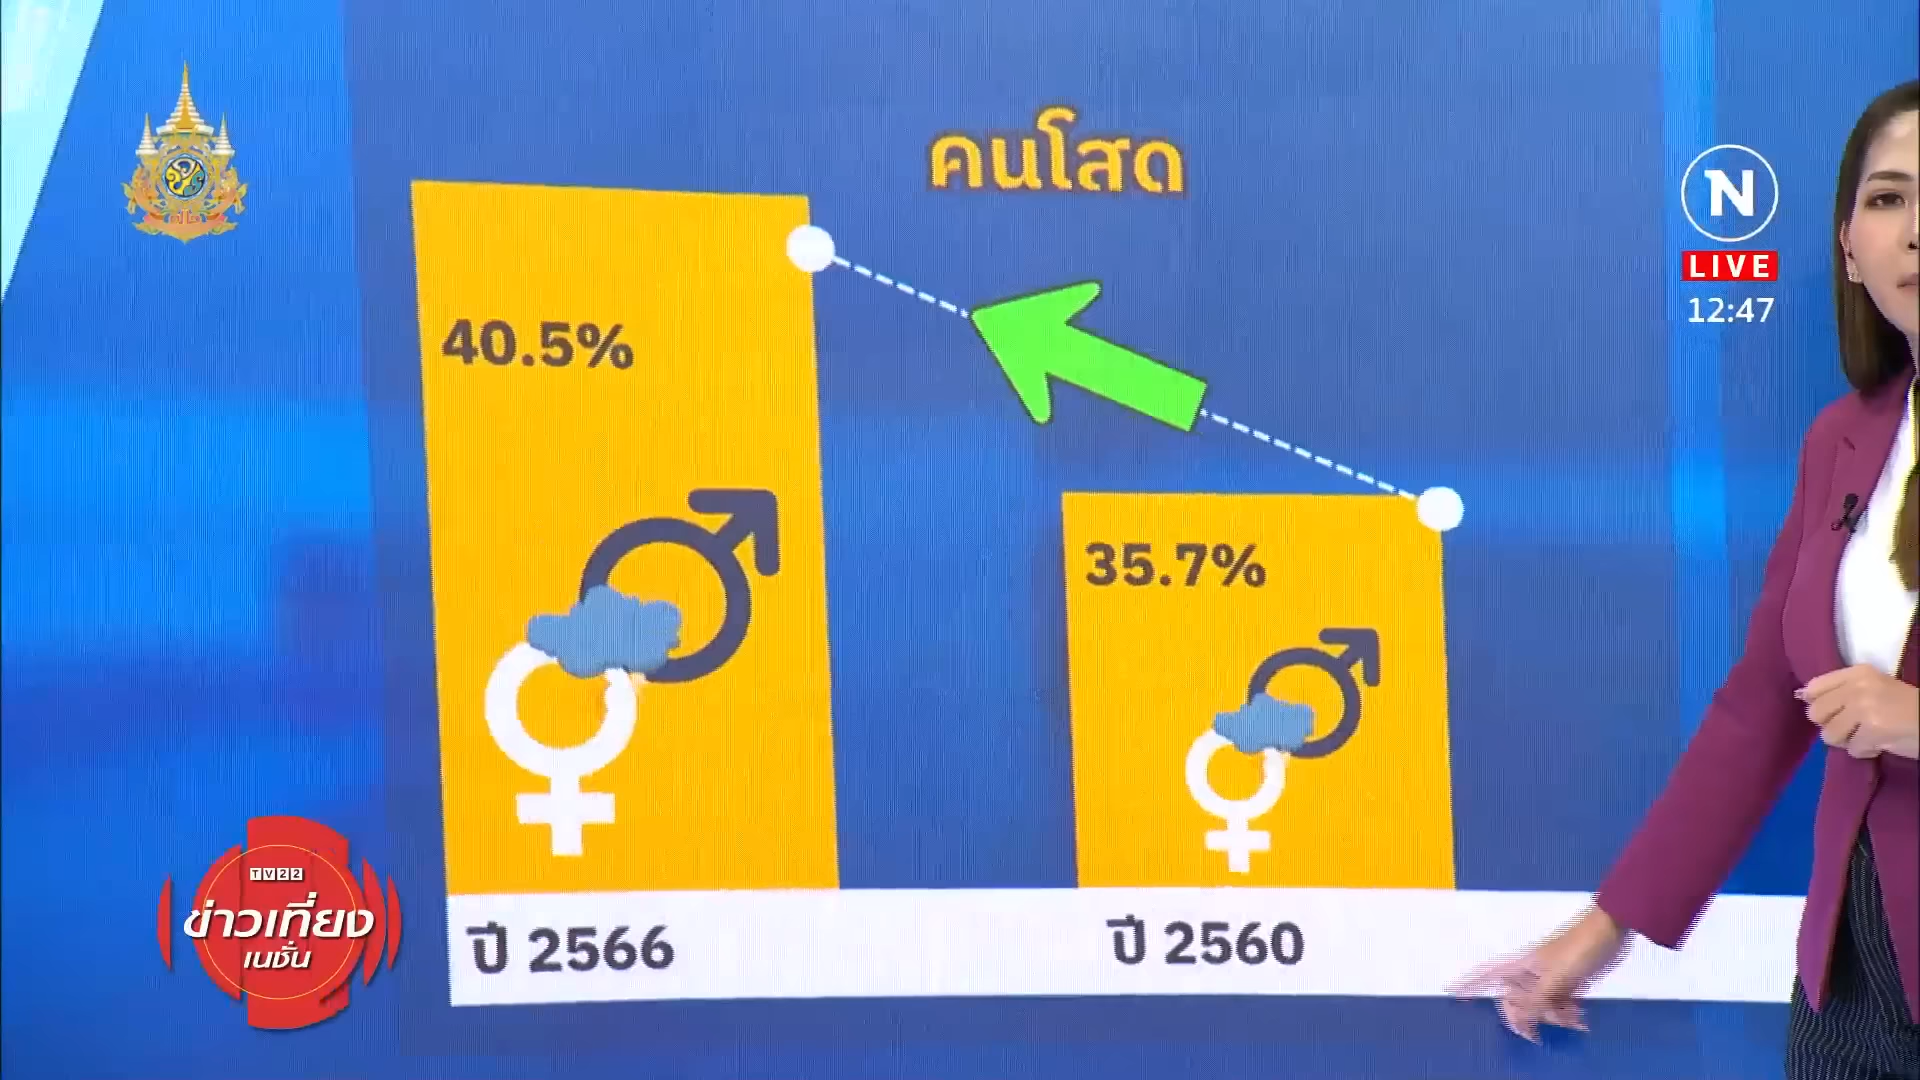 คนโสด
N
LIVE
12:47
40.5%
35.7%
TV22
ข่าวเที่ยง
เนชั่น
ปี 2566
ปี 2560